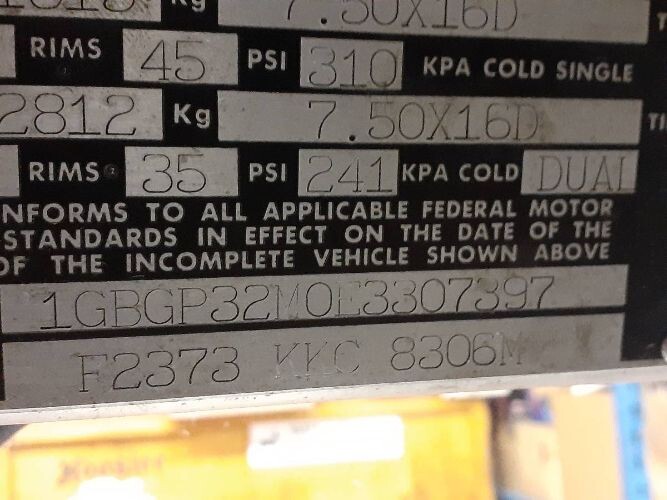 Kg 7.50X16D
RIMS 45 PSI 310 KPA COLD SINGLE
2812 Kg 7.50X16D TI
RIMS 35 PSI 241 KPA COLD DUAL
NFORMS TO ALL APPLICABLE FEDERAL MOTOR
STANDARDS IN EFFECT ON THE DATE OF THE
OF THE INCOMPLETE VEHICLE SHOWN ABOVE
1GBGP32M0E3307397
F2373 KKC 8306M